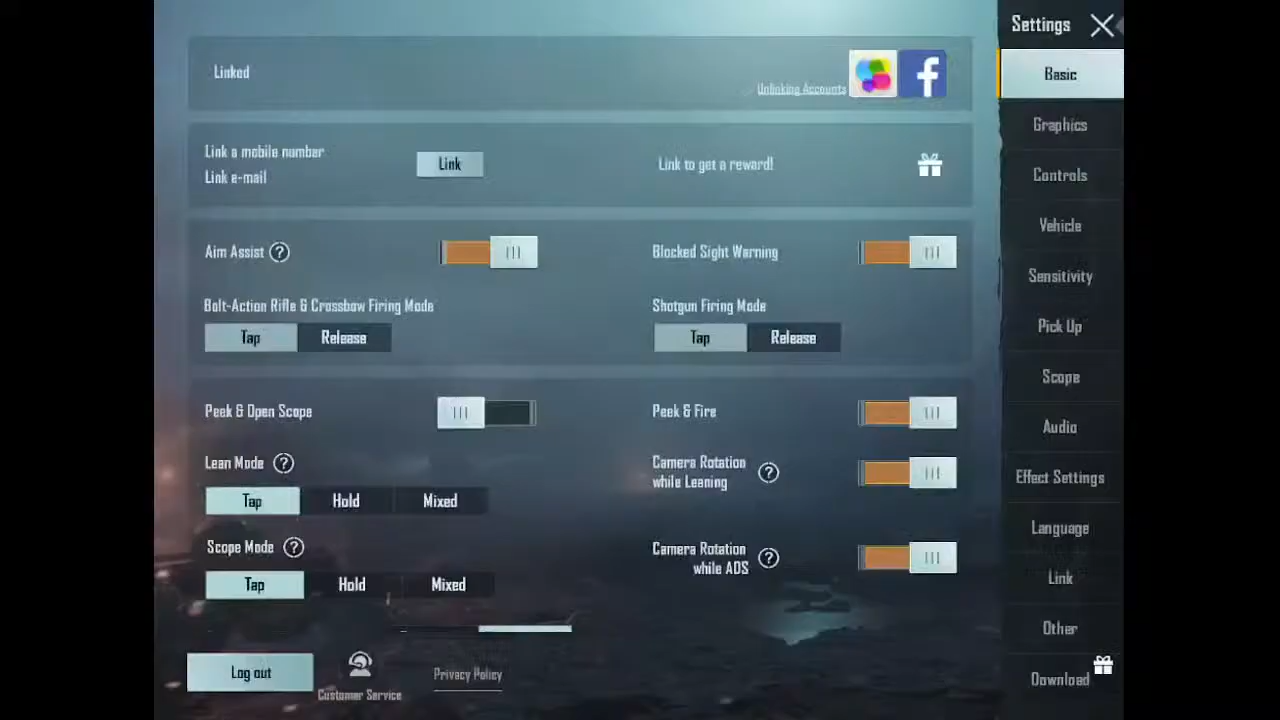 Settings
Linked
Unlinking Accounts
Basic
Link a mobile number
Link e-mail
Link
Link to get a reward!
Graphics
Controls
Vehicle
Aim Assist ?
Blocked Sight Warning
Sensitivity
Bolt-Action Rifle & Crossbow Firing Mode
Shotgun Firing Mode
Tap Release
Tap Release
Pick Up
Scope
Peek & Open Scope
Peek & Fire
Audio
Lean Mode ?
Camera Rotation
while Leaning ?
Effect Settings
Tap Hold Mixed
Language
Scope Mode ?
Camera Rotation
while ADS ?
Tap Hold Mixed
Link
Other
Log out
Customer Service
Privacy Policy
Download